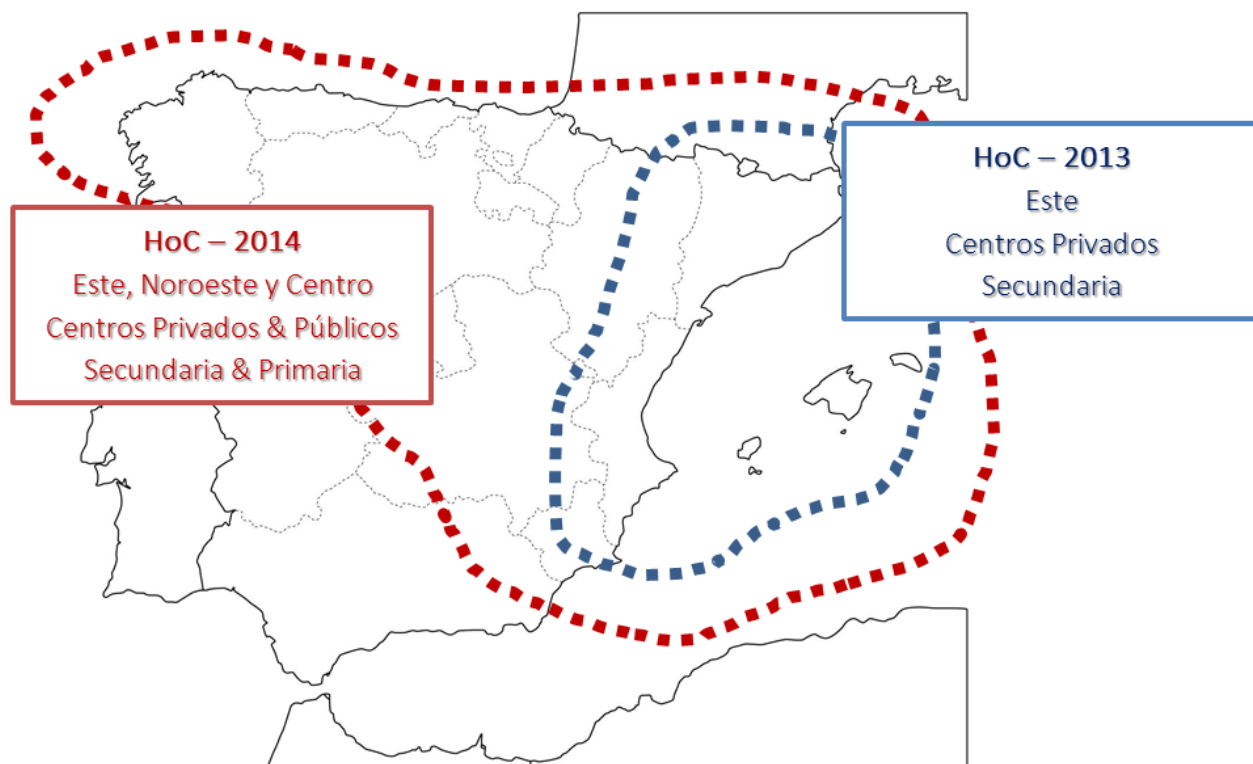 HoC – 2013
Este
Centros Privados
Secundaria
HoC – 2014
Este, Noroeste y Centro
Centros Privados & Públicos
Secundaria & Primaria